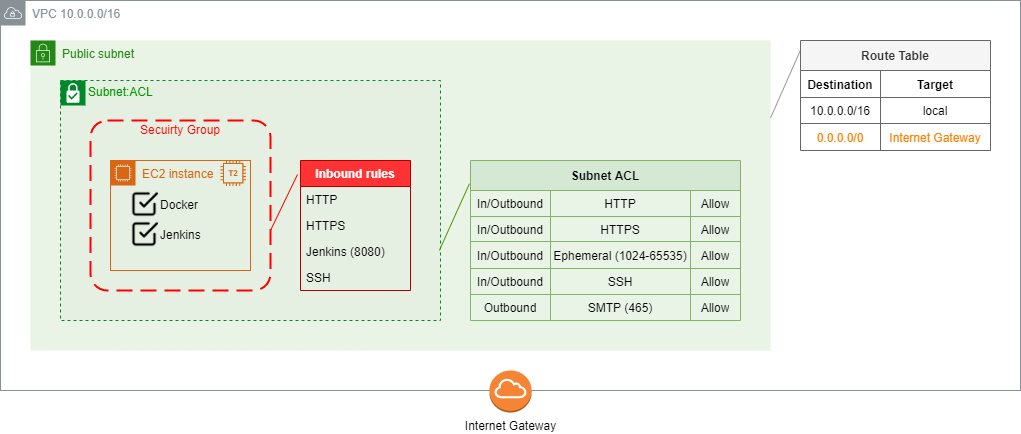 VPC 10.0.0.0/16
Public subnet
Subnet:ACL
Secuirty Group
EC2 instance
T2
Docker
Jenkins
Inbound rules
HTTP
HTTPS
Jenkins (8080)
SSH
Subnet ACL
In/Outbound HTTP Allow
In/Outbound HTTPS Allow
In/Outbound Ephemeral (1024-65535) Allow
In/Outbound SSH Allow
Outbound SMTP (465) Allow
Route Table
Destination Target
10.0.0.0/16 local
0.0.0.0/0 Internet Gateway
Internet Gateway